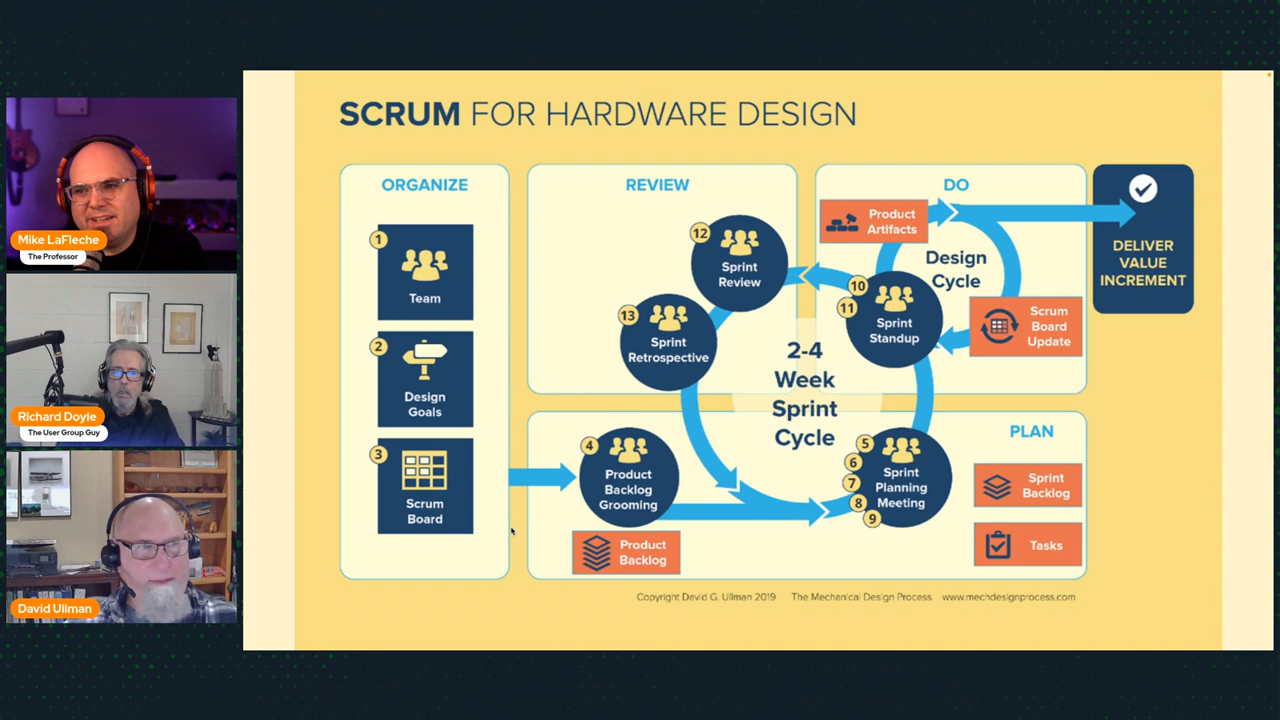 Mike LaFleche
The Professor
Richard Doyle
The User Group Guy
David Ullman
SCRUM FOR HARDWARE DESIGN
ORGANIZE
1
Team
2
Design
Goals
3
Scrum
Board
REVIEW
12
Sprint
Review
13
Sprint
Retrospective
DO
Product
Artifacts
Design
Cycle
10
11
Sprint
Standup
Scrum
Board
Update
DELIVER
VALUE
INCREMENT
2-4
Week
Sprint
Cycle
PLAN
4
Product
Backlog
Grooming
Product
Backlog
5
6
7
8
9
Sprint
Planning
Meeting
Sprint
Backlog
Tasks
Copyright David G. Ullman 2019 The Mechanical Design Process www.mechdesignprocess.com